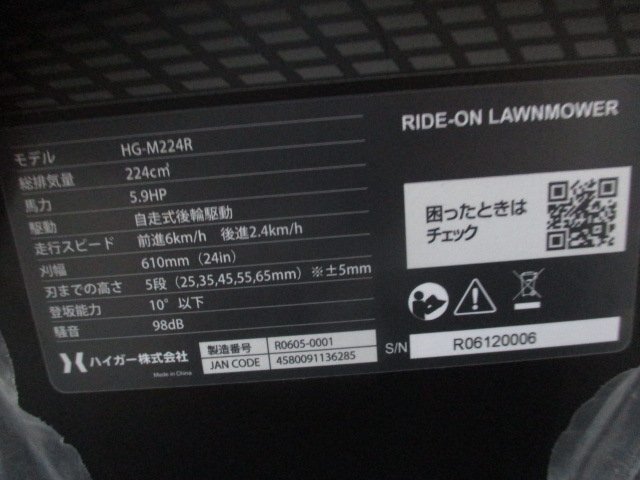 RIDE-ON LAWNMOWER
モデル HG-M224R
総排気量 224c㎥
馬力 5.9HP
駆動 自走式後輪駆動
走行スピード 前進6km/h 後進2.4km/h
刈幅 610mm（24in）
刃までの高さ 5段（25,35,45,55,65mm）※±5mm
登坂能力 10° 以下
騒音 98dB
ハイガー株式会社
Made in China
製造番号 R0605-0001
JAN CODE 4580091136285
困ったときは
チェック
S/N R06120006